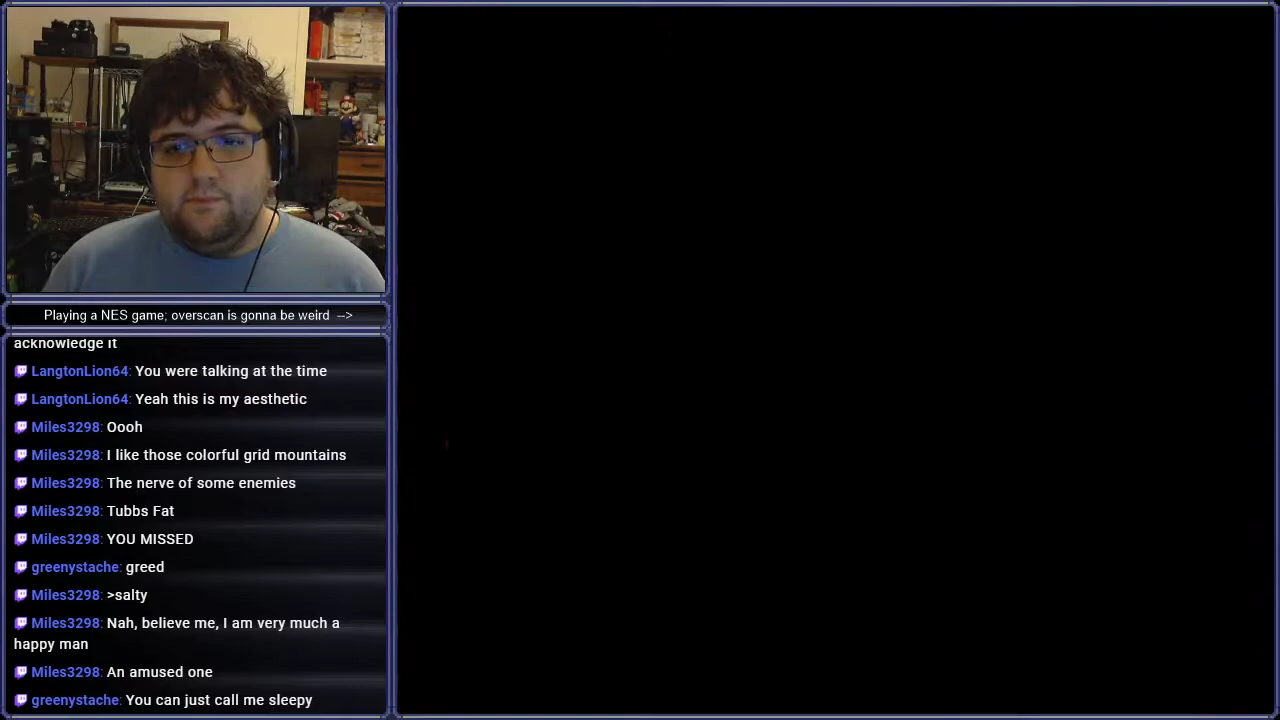 Playing a NES game; overscan is gonna be weird -->
acknowledge it
LangtonLion64: You were talking at the time
LangtonLion64: Yeah this is my aesthetic
Miles3298: Oooh
Miles3298: I like those colorful grid mountains
Miles3298: The nerve of some enemies
Miles3298: Tubbs Fat
Miles3298: YOU MISSED
greenystache: greed
Miles3298: >salty
Miles3298: Nah, believe me, I am very much a
happy man
Miles3298: An amused one
greenystache: You can just call me sleepy